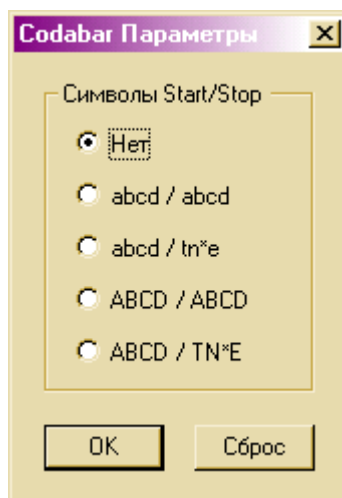 Codabar Параметры
Символы Start/Stop
Нет
abcd / abcd
abcd / tn*e
ABCD / ABCD
ABCD / TN*E
OK Сброс